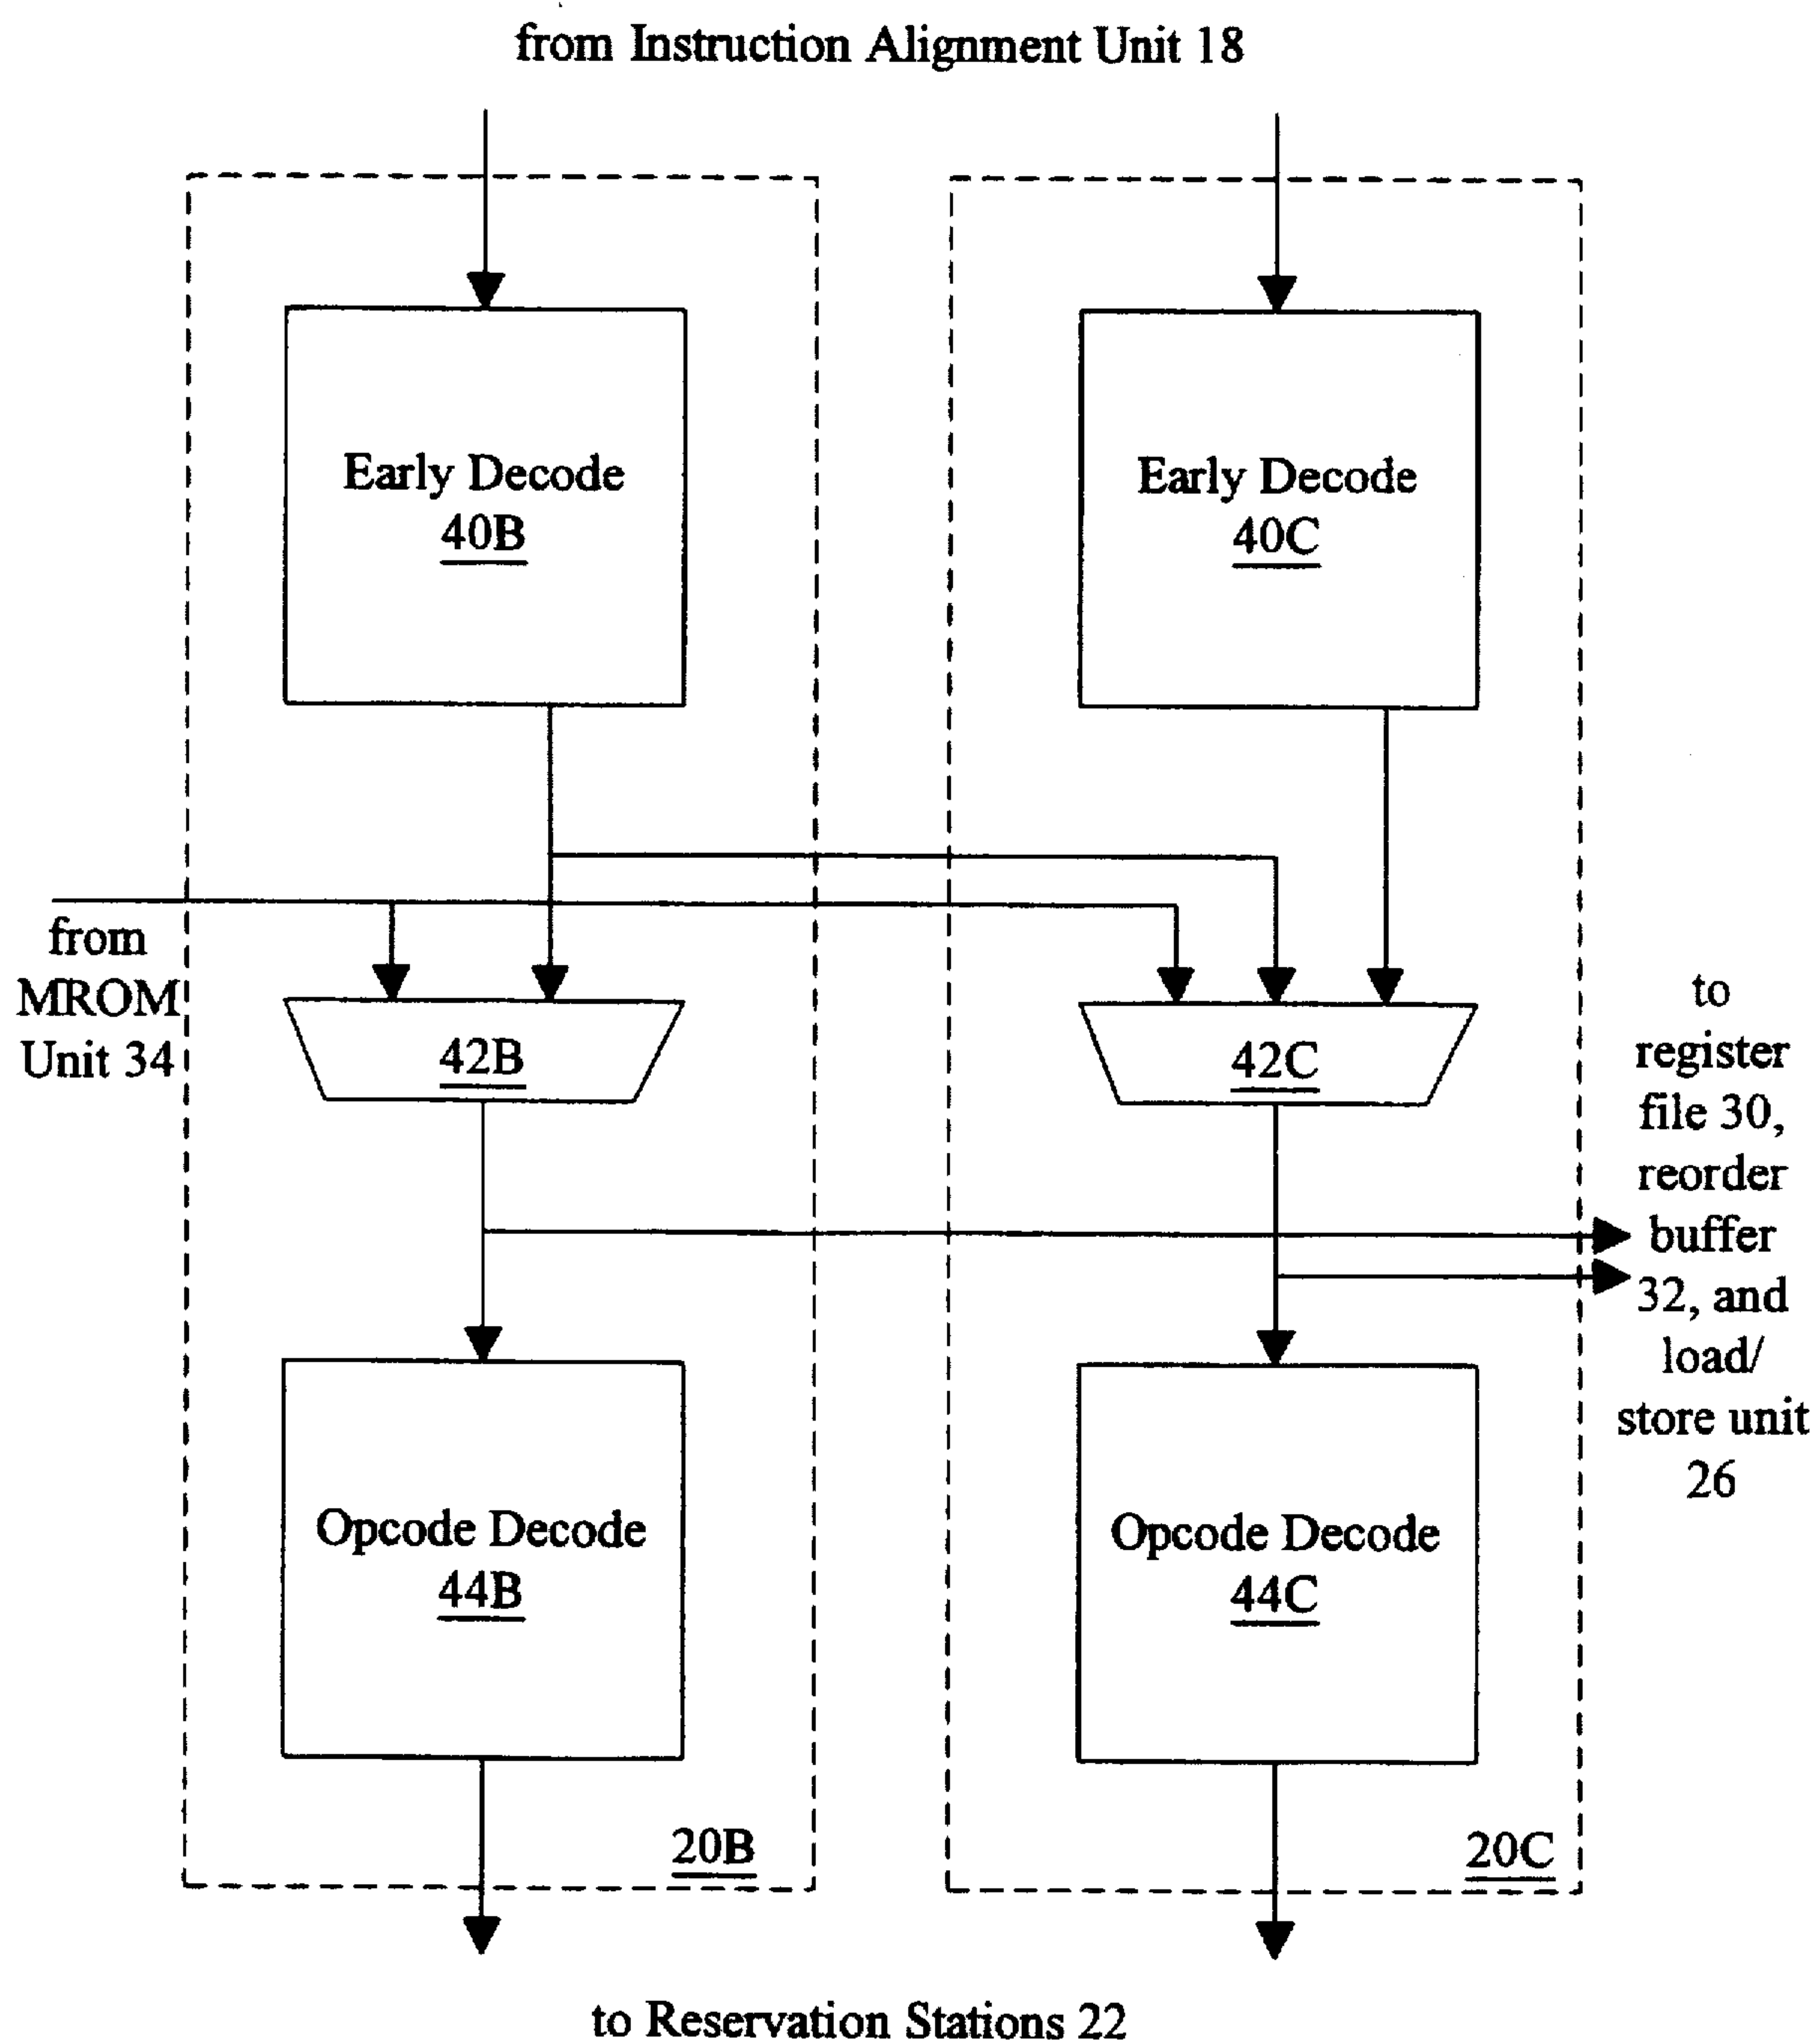 from Instruction Alignment Unit 18
Early Decode
40B
Early Decode
40C
from
MROM
Unit 34
42B
42C
to
register
file 30,
reorder
buffer
32, and
load/
store unit
26
Opcode Decode
44B
Opcode Decode
44C
20B
20C
to Reservation Stations 22